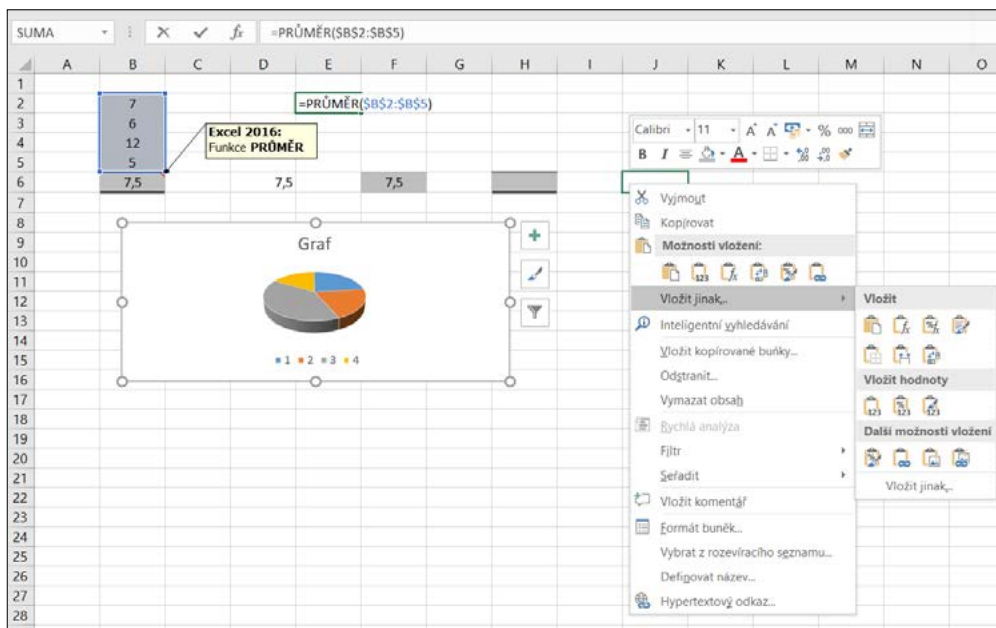 SUMA =PRŮMĚR($B$2:$B$5)
A B C D E F G H I J K L M N O
1
2 7 =PRŮMĚR($B$2:$B$5)
3 6
4 12
5 5
Excel 2016:
Funkce PRŮMĚR
6 7,5 7,5 7,5
7
8
9
10
11
12
13
14
15
16
17
18
19
20
21
22
23
24
25
26
27
28
Graf
1 2 3 4
Calibri 11 A A % 000
B I A
Vyjmout
Kopírovat
Možnosti vložení:
Vložit jinak...
Inteligentní vyhledávání
Vložit kopírované buňky...
Odstranit...
Vymazat obsah
Rychlá analýza
Filtr
Seřadit
Vložit komentář
Formát buněk...
Vybrat z rozevíracího seznamu...
Definovat název...
Hypertextový odkaz...
Vložit
Vložit hodnoty
Další možnosti vložení
Vložit jinak...